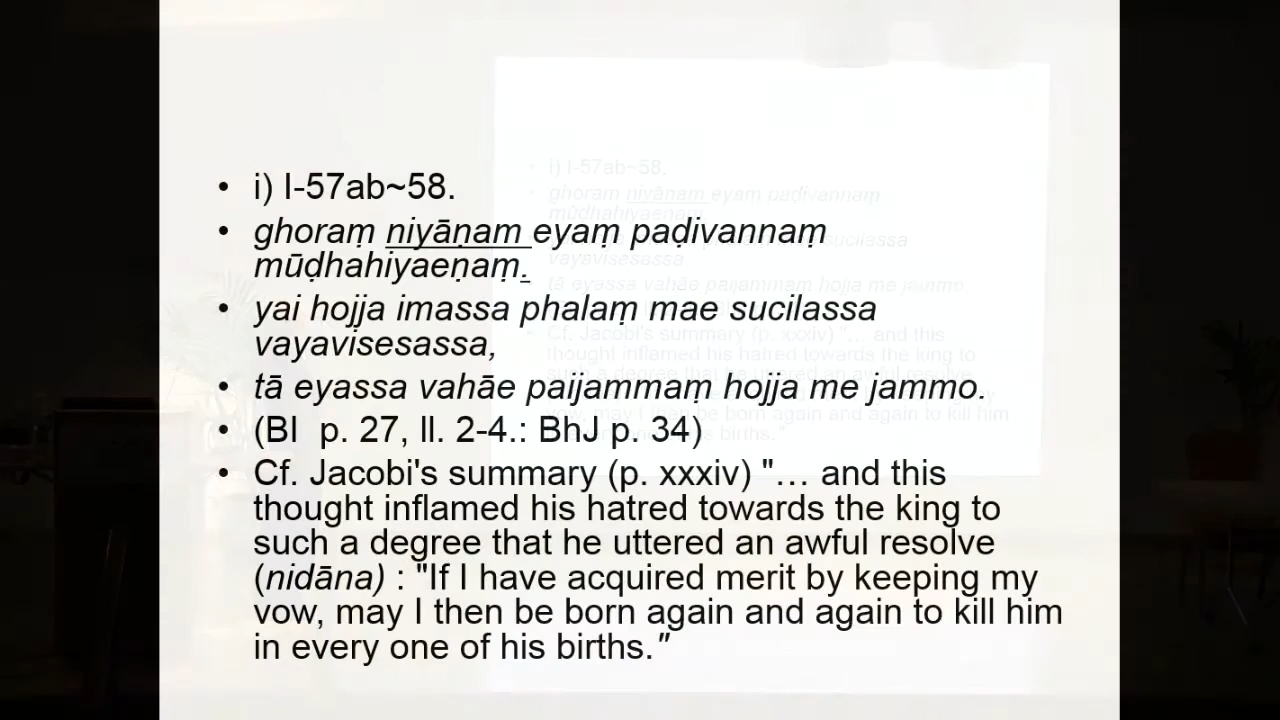 • i) I-57ab~58.
• ghoraṃ niyāṇam eyaṃ paḍivannaṃ
mūḍhahiyaeṇaṃ.
• yai hojja imassa phalaṃ mae sucilassa
vayavisesassa,
• tā eyassa vahāe paijammaṃ hojja me jammo.
• (BI p. 27, ll. 2-4.: BhJ p. 34)
• Cf. Jacobi's summary (p. xxxiv) "… and this
thought inflamed his hatred towards the king to
such a degree that he uttered an awful resolve
(nidāna) : "If I have acquired merit by keeping my
vow, may I then be born again and again to kill him
in every one of his births."